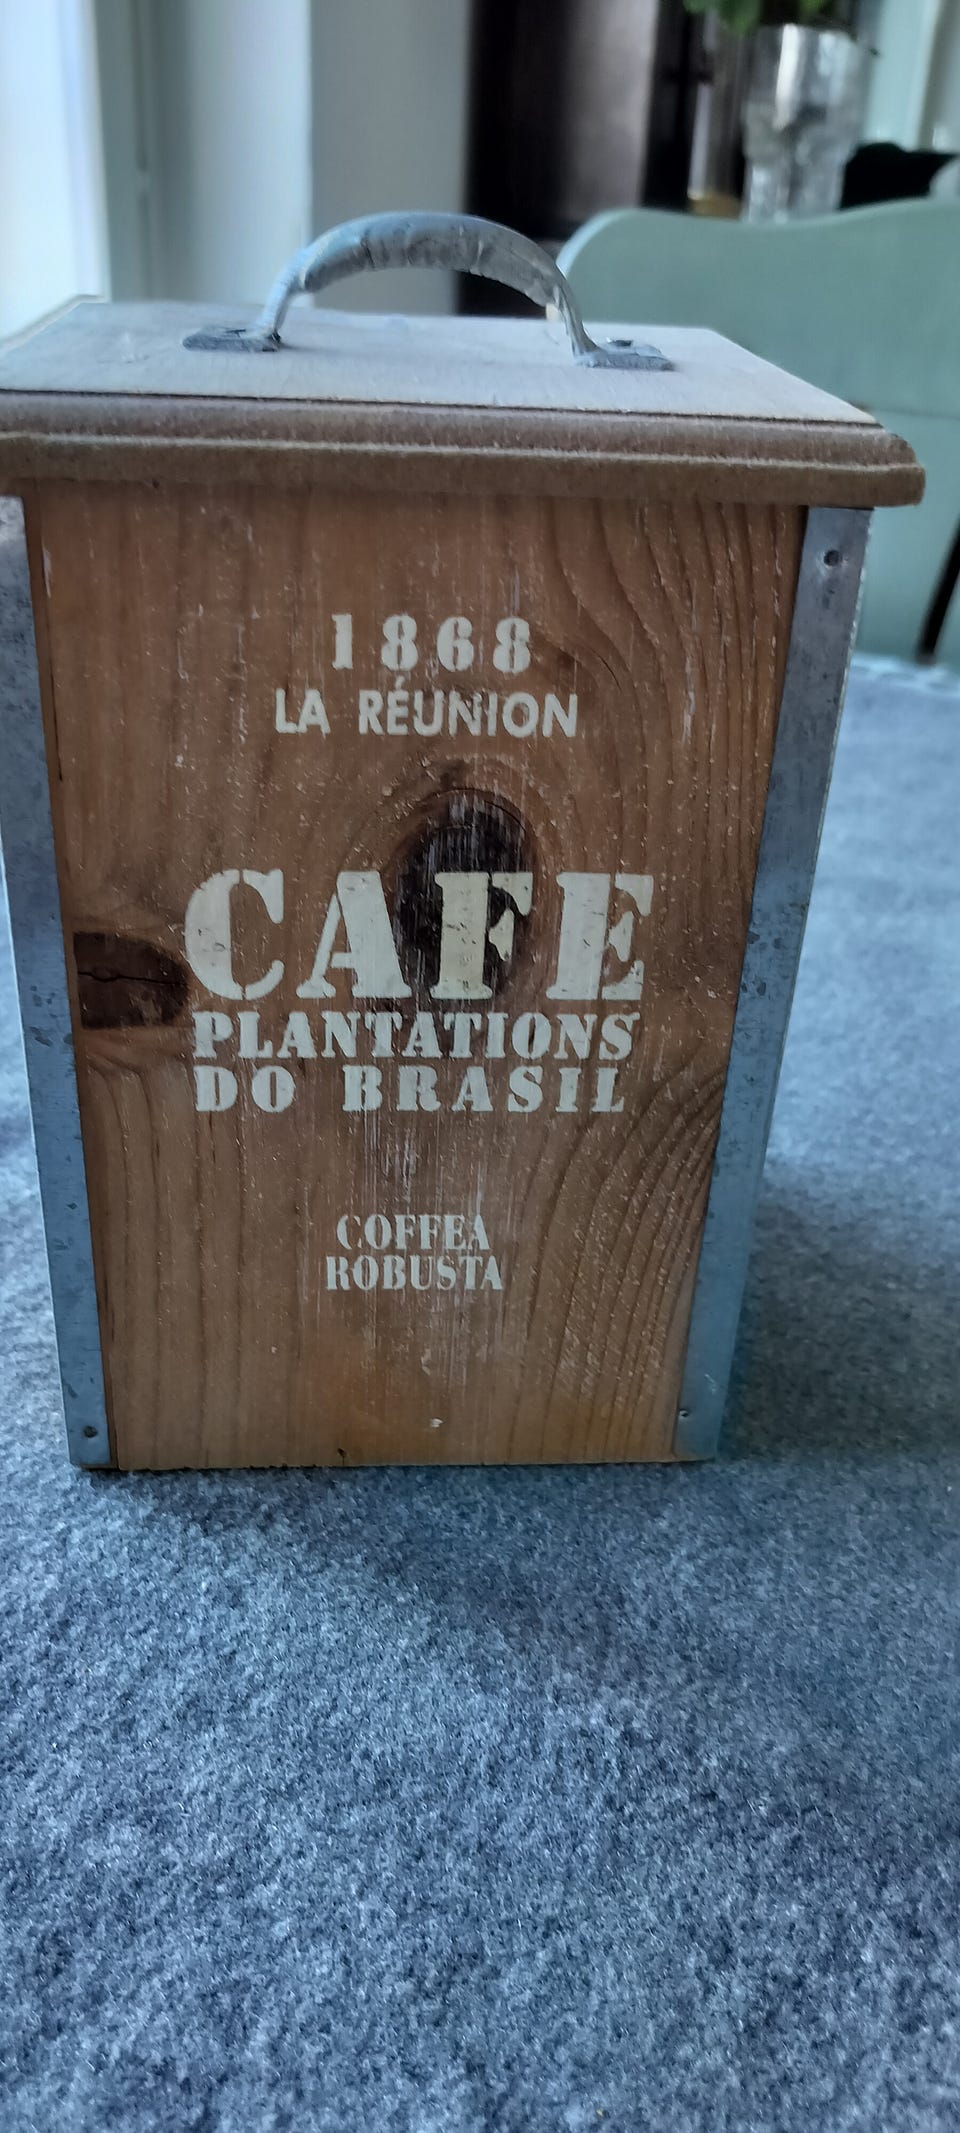 1868
LA RÉUNION
CAFE
PLANTATIONS
DO BRASIL
COFFEA
ROBUSTA